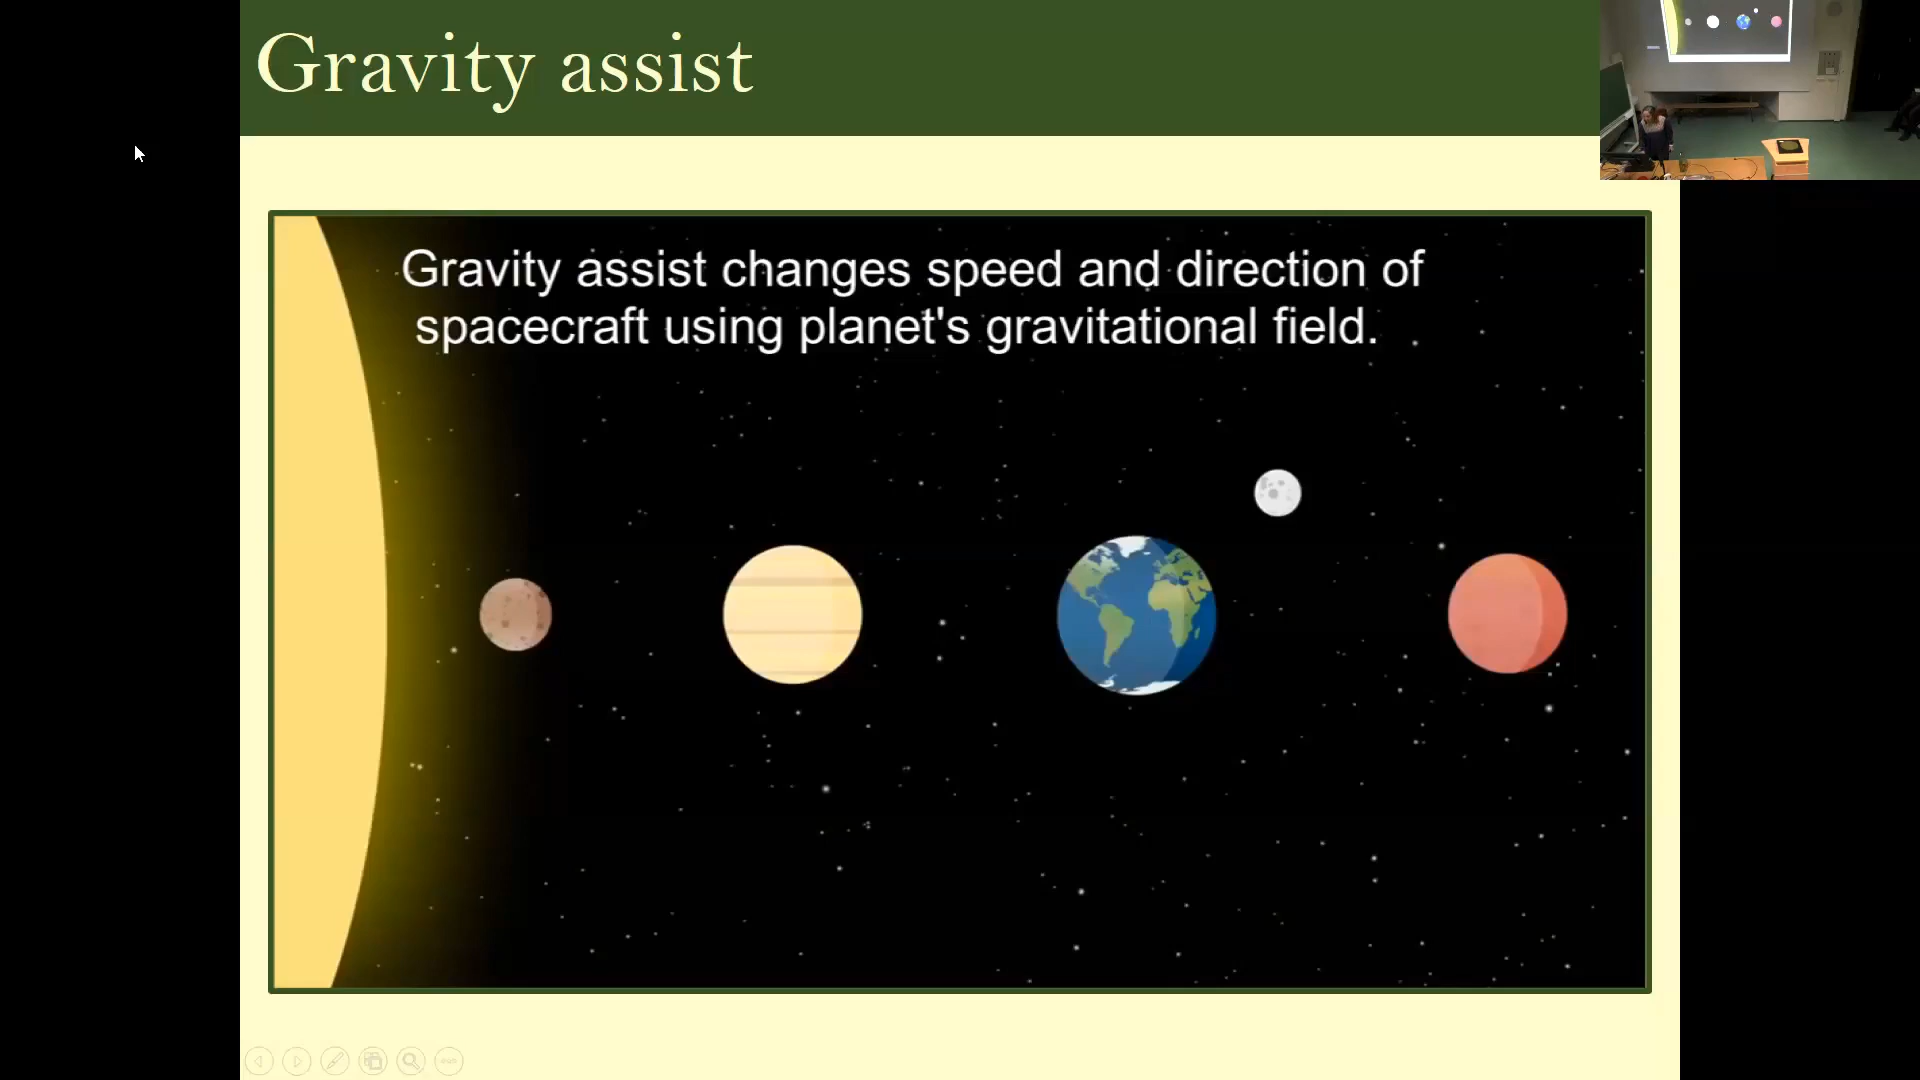 Gravity assist
Gravity assist changes speed and direction of
spacecraft using planet's gravitational field.